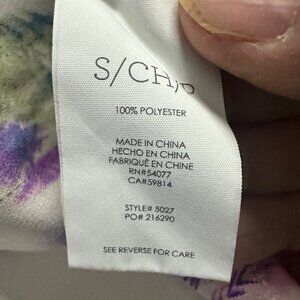 S/CH/P
100% POLYESTER
MADE IN CHINA
HECHO EN CHINA
FABRIQUÉ EN CHINE
RN#54077
CA#59814
STYLE# 5027
PO# 216290
SEE REVERSE FOR CARE